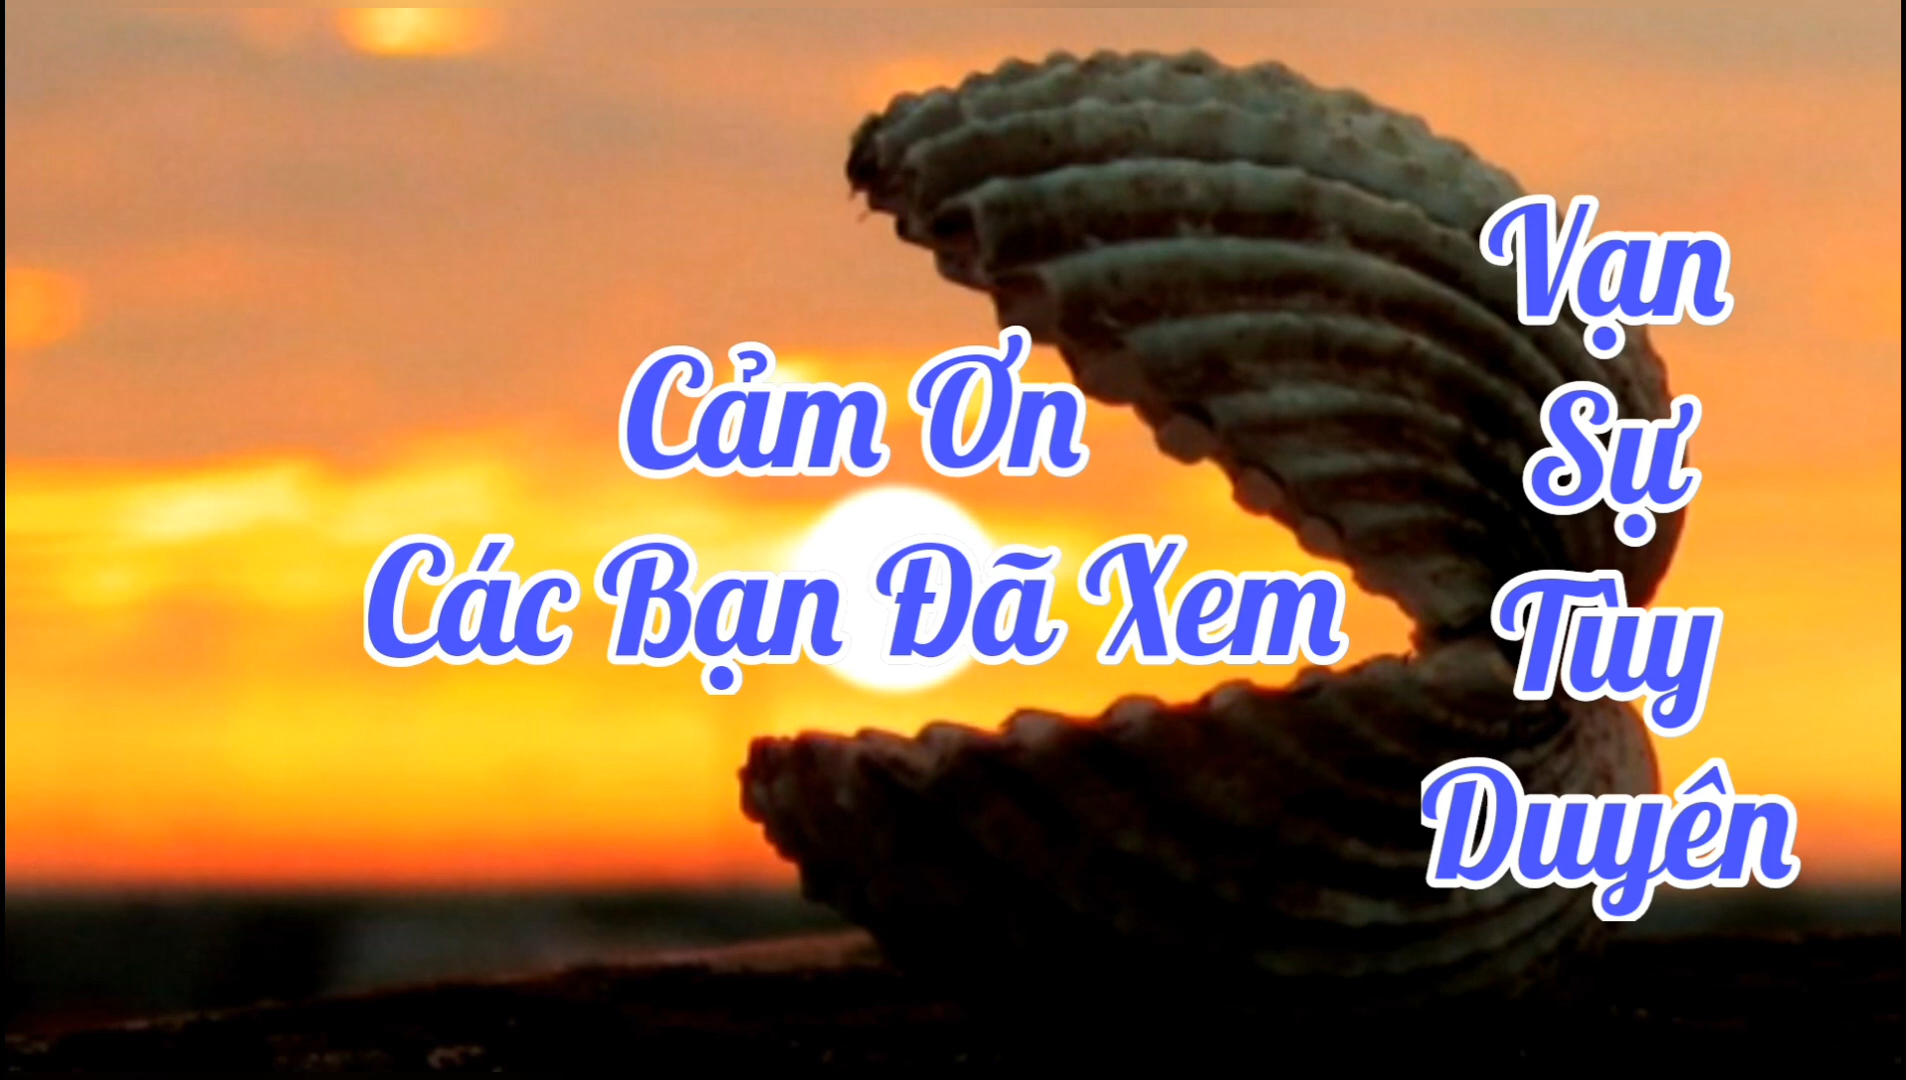 Cảm Ơn
Các Bạn Đã Xem
Vạn
Sự
Tùy
Duyên